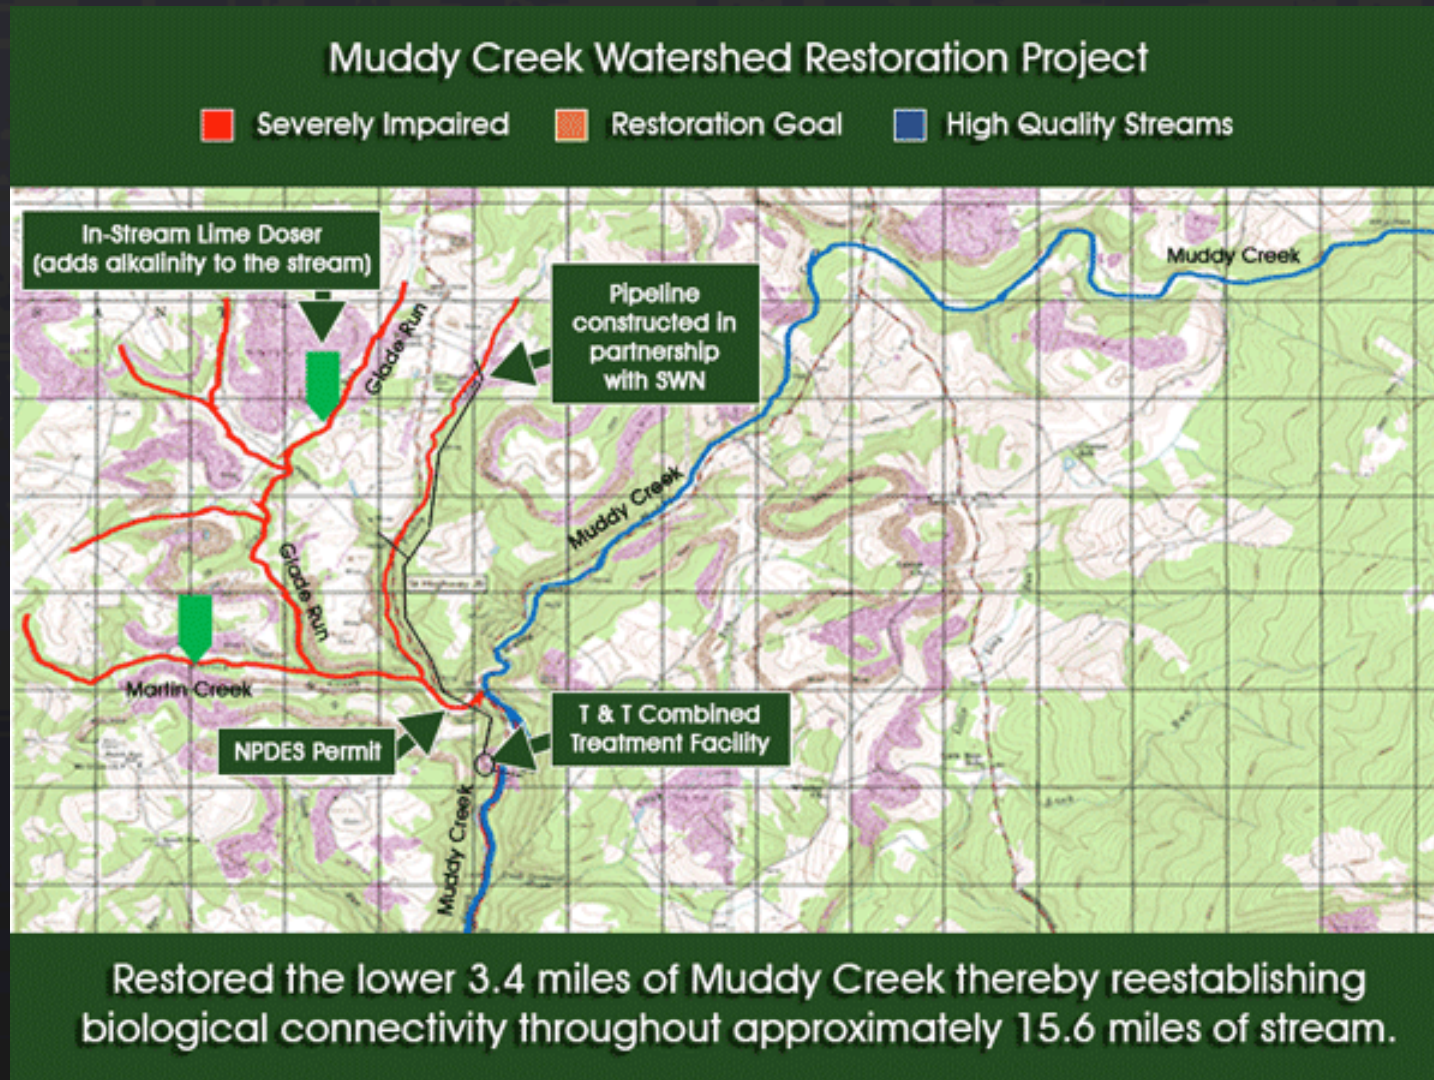 Muddy Creek Watershed Restoration Project
Severely Impaired
Restoration Goal
High Quality Streams
In-Stream Lime Doser
(adds alkalinity to the stream)
Pipeline
constructed in
partnership
with SWN
Muddy Creek
Glade Run
Muddy Creek
Glade Run
Martin Creek
NPDES Permit
T & T Combined
Treatment Facility
Muddy Creek
Restored the lower 3.4 miles of Muddy Creek thereby reestablishing
biological connectivity throughout approximately 15.6 miles of stream.